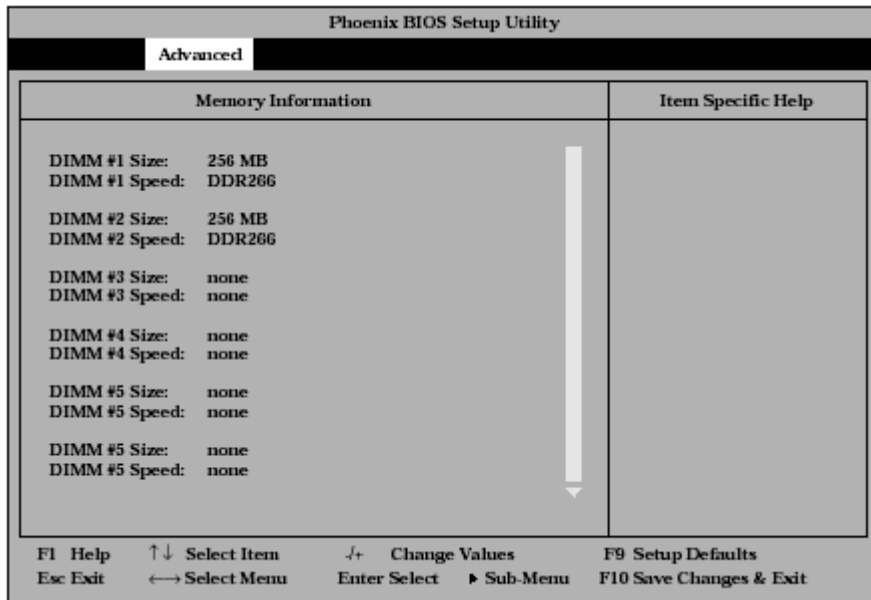 Phoenix BIOS Setup Utility
Advanced
Memory Information
Item Specific Help
DIMM #1 Size: 256 MB
DIMM #1 Speed: DDR266
DIMM #2 Size: 256 MB
DIMM #2 Speed: DDR266
DIMM #3 Size: none
DIMM #3 Speed: none
DIMM #4 Size: none
DIMM #4 Speed: none
DIMM #5 Size: none
DIMM #5 Speed: none
DIMM #5 Size: none
DIMM #5 Speed: none
F1 Help ↑↓ Select Item -/+ Change Values F9 Setup Defaults
Esc Exit ←→ Select Menu Enter Select ▶ Sub-Menu F10 Save Changes & Exit